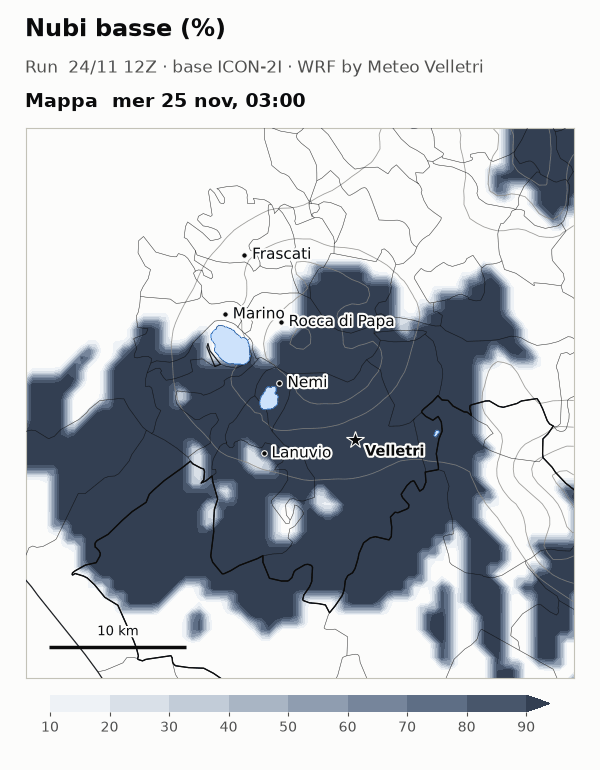 Nubi basse (%)
Run  24/11 12Z · base ICON-2I · WRF by Meteo Velletri
Mappa  mer 25 nov, 03:00
Frascati
Marino
Rocca di Papa
Nemi
Velletri
Lanuvio
10 km
10 20 30 40 50 60 70 80 90